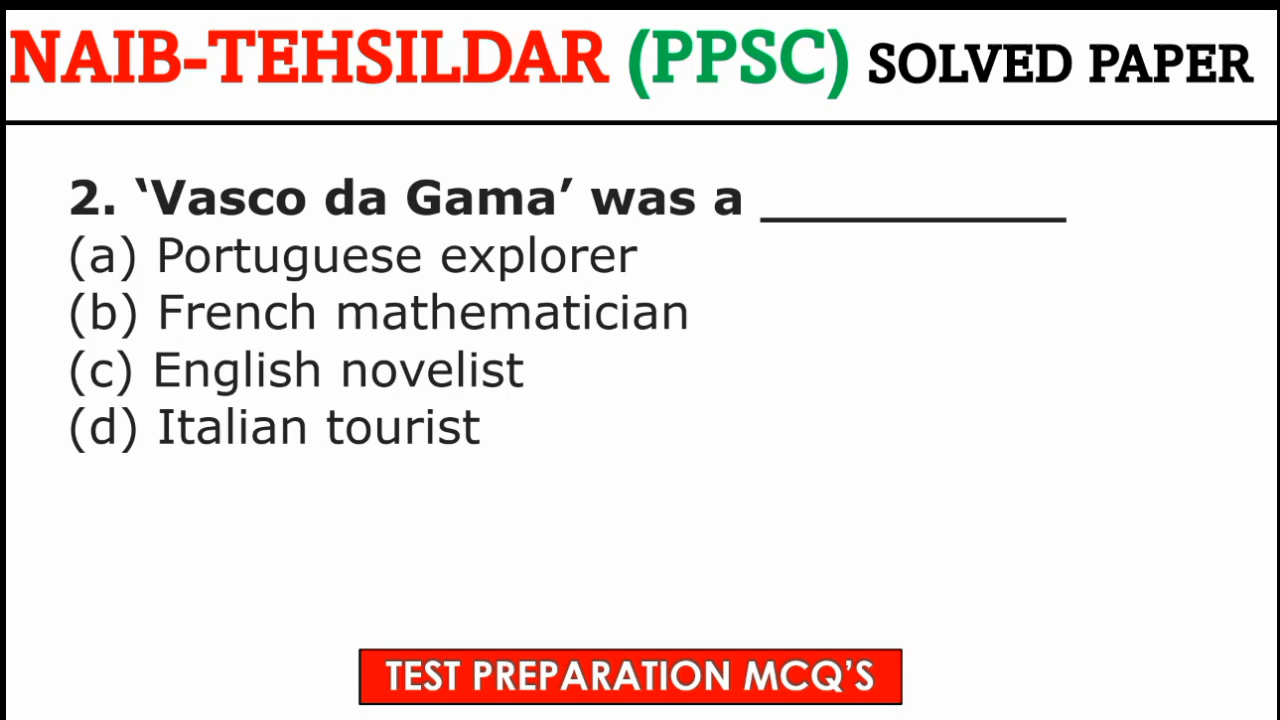 NAIB-TEHSILDAR (PPSC) SOLVED PAPER
2. ‘Vasco da Gama’ was a ___________
(a) Portuguese explorer
(b) French mathematician
(c) English novelist
(d) Italian tourist
TEST PREPARATION MCQ’S